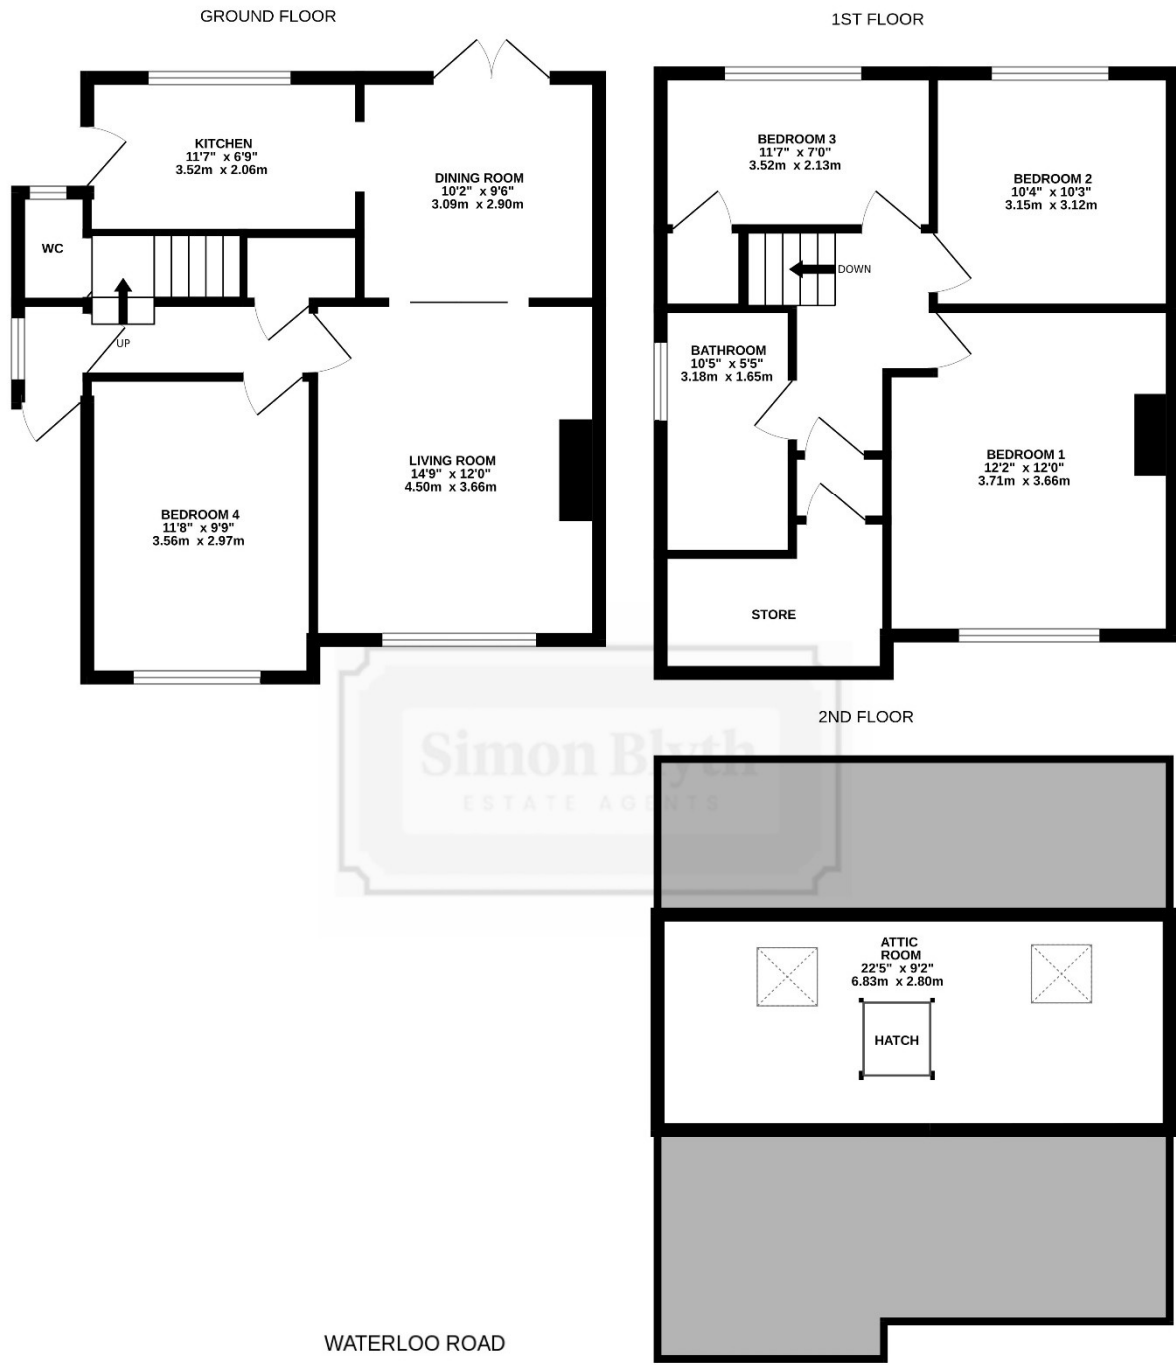 GROUND FLOOR
KITCHEN
11'7" x 6'9"
3.52m x 2.06m
DINING ROOM
10'2" x 9'6"
3.09m x 2.90m
WC
UP
LIVING ROOM
14'9" x 12'0"
4.50m x 3.66m
BEDROOM 4
11'8" x 9'9"
3.56m x 2.97m
1ST FLOOR
BEDROOM 3
11'7" x 7'0"
3.52m x 2.13m
BEDROOM 2
10'4" x 10'3"
3.15m x 3.12m
DOWN
BATHROOM
10'5" x 5'5"
3.18m x 1.65m
BEDROOM 1
12'2" x 12'0"
3.71m x 3.66m
STORE
Simon Blyth
ESTATE AGENTS
2ND FLOOR
ATTIC
ROOM
22'5" x 9'2"
6.83m x 2.80m
HATCH
WATERLOO ROAD